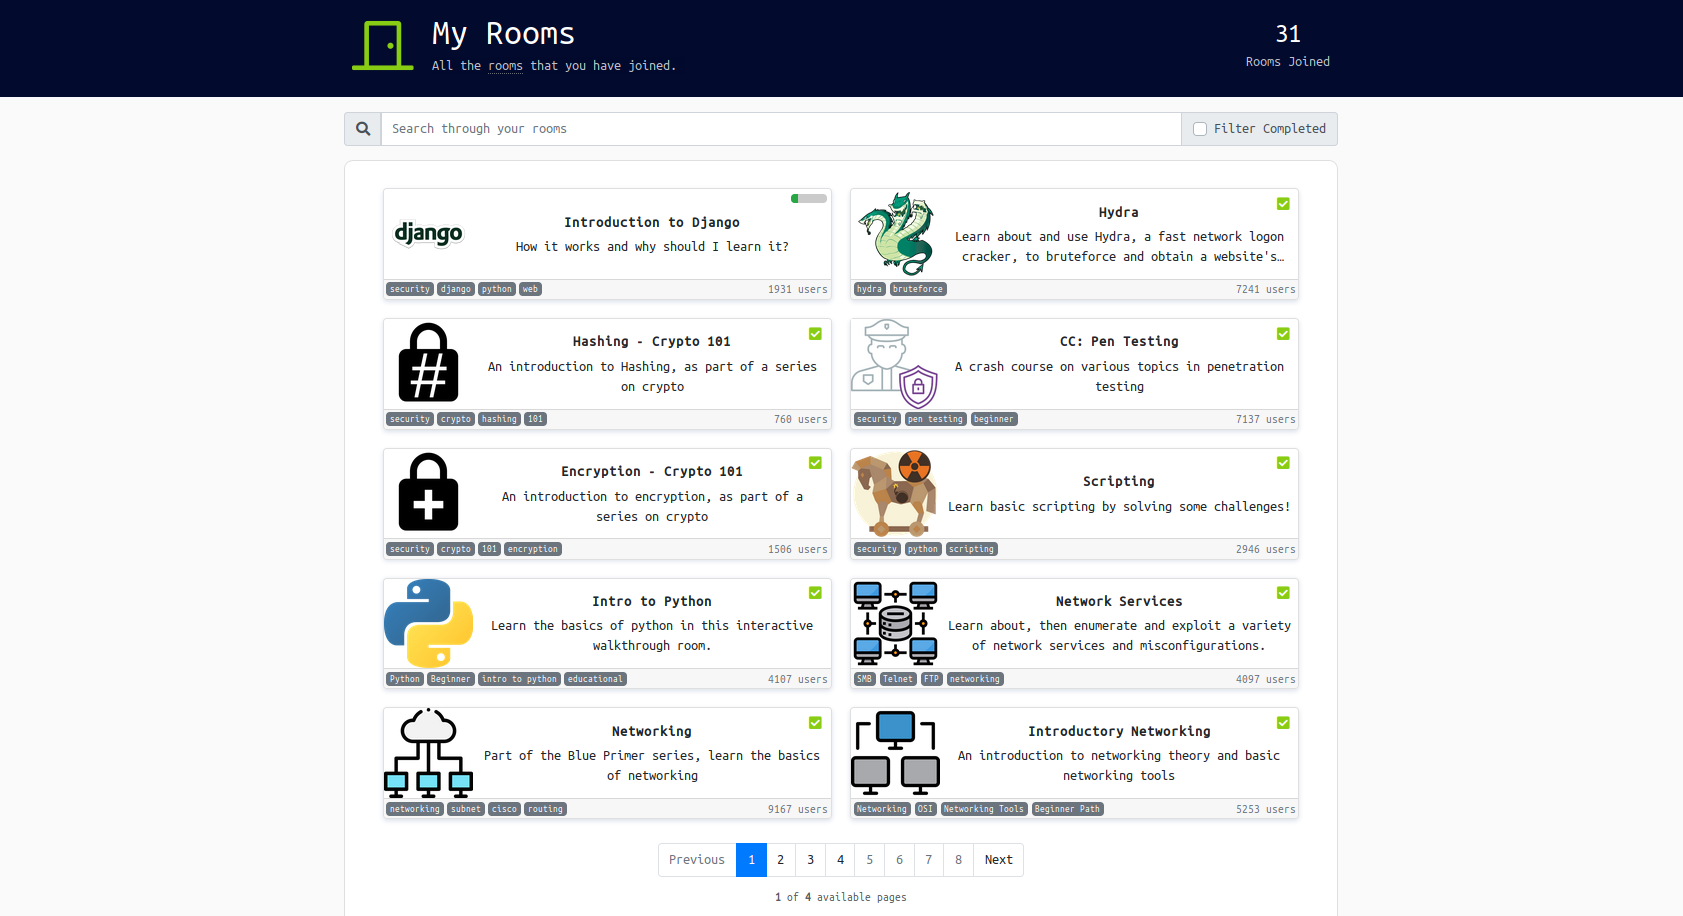 My Rooms
All the rooms that you have joined.
31
Rooms Joined
Search through your rooms
Filter Completed
django
Introduction to Django
How it works and why should I learn it?
security django python web
1931 users
Hydra
Learn about and use Hydra, a fast network logon
cracker, to bruteforce and obtain a website's…
hydra bruteforce
7241 users
#
Hashing - Crypto 101
An introduction to Hashing, as part of a series
on crypto
security crypto hashing 101
760 users
CC: Pen Testing
A crash course on various topics in penetration
testing
security pen testing beginner
7137 users
Encryption - Crypto 101
An introduction to encryption, as part of a
series on crypto
security crypto 101 encryption
1506 users
Scripting
Learn basic scripting by solving some challenges!
security python scripting
2946 users
Intro to Python
Learn the basics of python in this interactive
walkthrough room.
Python Beginner intro to python educational
4107 users
Network Services
Learn about, then enumerate and exploit a variety
of network services and misconfigurations.
SMB Telnet FTP networking
4097 users
Networking
Part of the Blue Primer series, learn the basics
of networking
networking subnet cisco routing
9167 users
Introductory Networking
An introduction to networking theory and basic
networking tools
Networking OSI Networking Tools Beginner Path
5253 users
Previous 1 2 3 4 5 6 7 8 Next
1 of 4 available pages